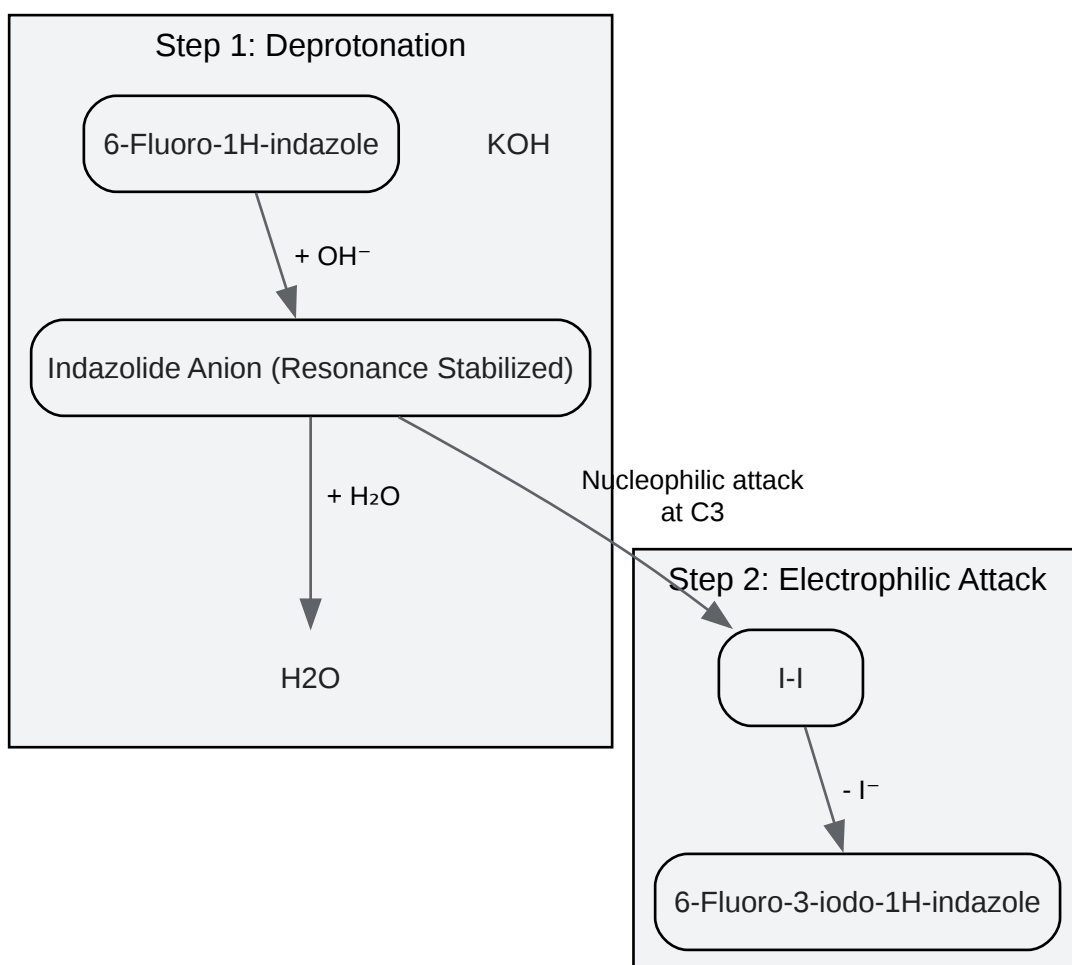 Step 1: Deprotonation
6-Fluoro-1H-indazole
KOH
+ OH⁻
Indazolide Anion (Resonance Stabilized)
+ H₂O
H2O
Nucleophilic attack
at C3
Step 2: Electrophilic Attack
I-I
- I⁻
6-Fluoro-3-iodo-1H-indazole